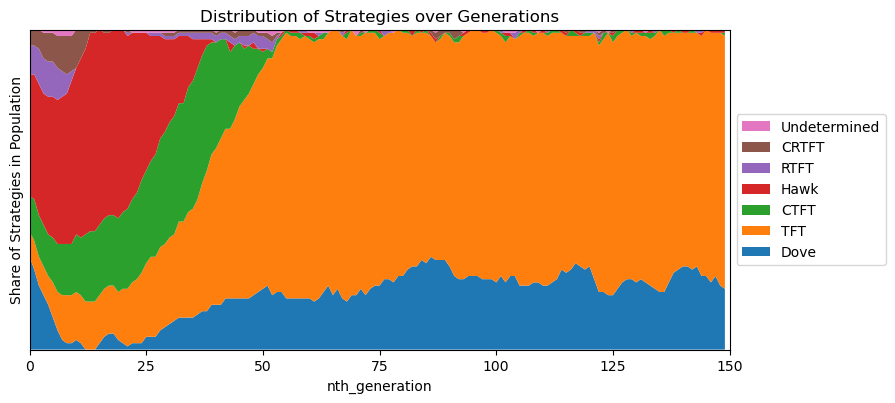 Distribution of Strategies over Generations
Share of Strategies in Population
Undetermined
CRTFT
RTFT
Hawk
CTFT
TFT
Dove
0 25 50 75 100 125 150
nth_generation